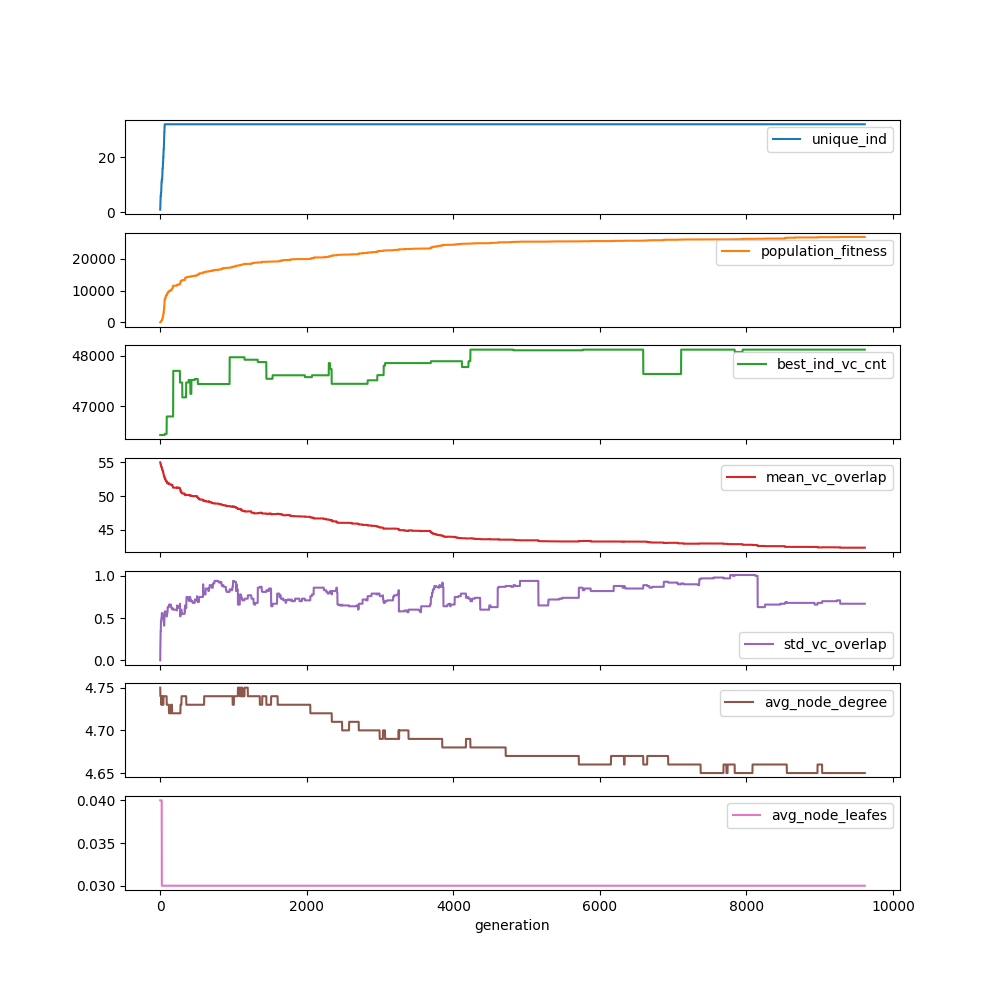 20
0
unique_ind
20000
10000
0
population_fitness
48000
47000
best_ind_vc_cnt
55
50
45
mean_vc_overlap
1.0
0.5
0.0
std_vc_overlap
4.75
4.70
4.65
avg_node_degree
0.040
0.035
0.030
avg_node_leafes
0 2000 4000 6000 8000 10000
generation